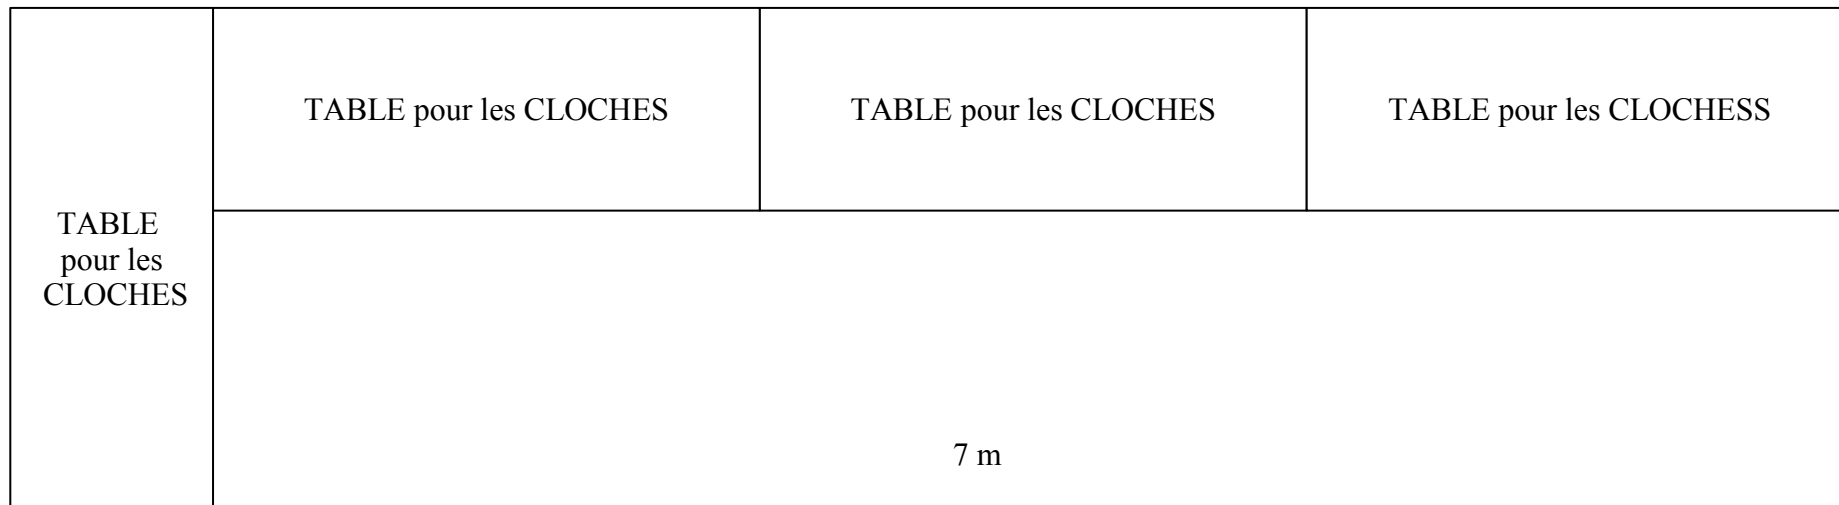 TABLE pour les CLOCHES
TABLE pour les CLOCHES
TABLE pour les CLOCHESS
TABLE
pour les
CLOCHES
7 m